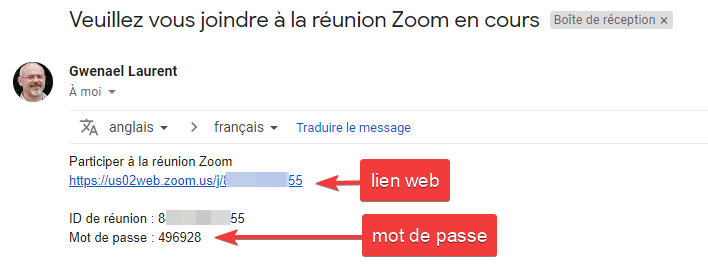 Veuillez vous joindre à la réunion Zoom en cours Boîte de réception ×
Gwenael Laurent
À moi
anglais > français Traduire le message
Participer à la réunion Zoom
https://us02web.zoom.us/j/8 55
lien web
ID de réunion : 8 55
Mot de passe : 496928
mot de passe